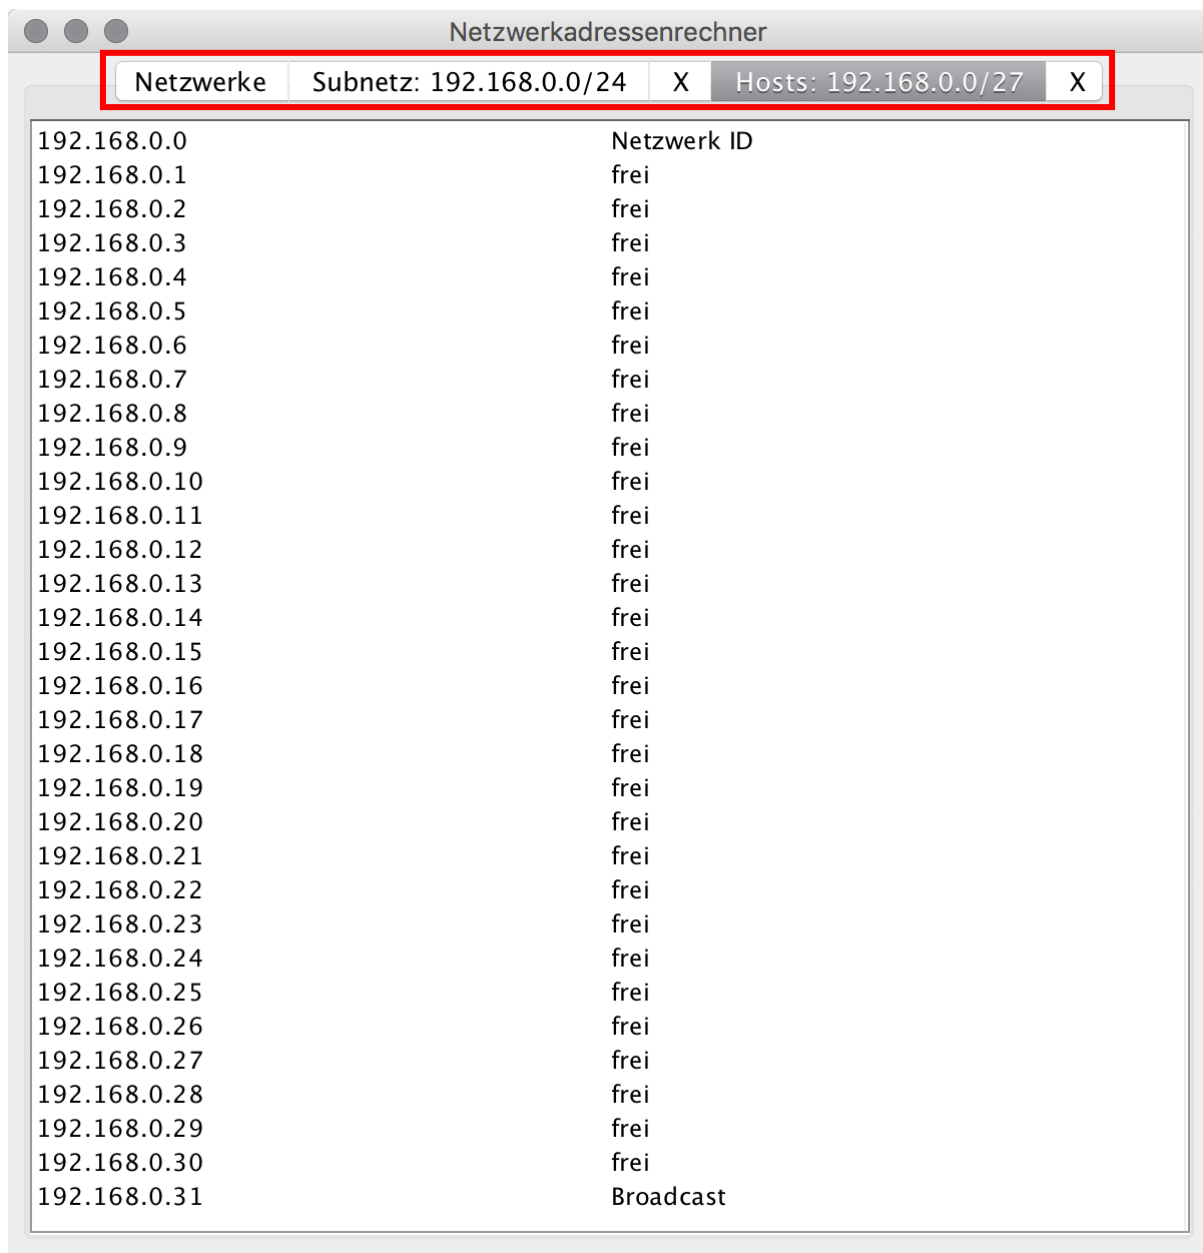 Netzwerkadressenrechner
Netzwerke Subnetz: 192.168.0.0/24 X Hosts: 192.168.0.0/27 X
192.168.0.0 Netzwerk ID
192.168.0.1 frei
192.168.0.2 frei
192.168.0.3 frei
192.168.0.4 frei
192.168.0.5 frei
192.168.0.6 frei
192.168.0.7 frei
192.168.0.8 frei
192.168.0.9 frei
192.168.0.10 frei
192.168.0.11 frei
192.168.0.12 frei
192.168.0.13 frei
192.168.0.14 frei
192.168.0.15 frei
192.168.0.16 frei
192.168.0.17 frei
192.168.0.18 frei
192.168.0.19 frei
192.168.0.20 frei
192.168.0.21 frei
192.168.0.22 frei
192.168.0.23 frei
192.168.0.24 frei
192.168.0.25 frei
192.168.0.26 frei
192.168.0.27 frei
192.168.0.28 frei
192.168.0.29 frei
192.168.0.30 frei
192.168.0.31 Broadcast